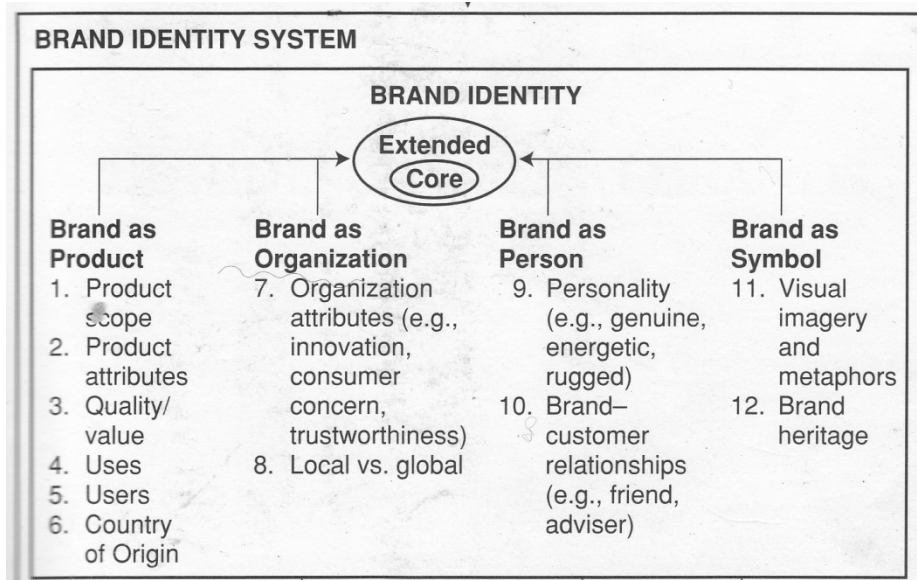 BRAND IDENTITY SYSTEM
BRAND IDENTITY
Extended
Core
Brand as
Product
1. Product
scope
2. Product
attributes
3. Quality/
value
4. Uses
5. Users
6. Country
of Origin
Brand as
Organization
7. Organization
attributes (e.g.,
innovation,
consumer
concern,
trustworthiness)
8. Local vs. global
Brand as
Person
9. Personality
(e.g., genuine,
energetic,
rugged)
10. Brand–
customer
relationships
(e.g., friend,
adviser)
Brand as
Symbol
11. Visual
imagery
and
metaphors
12. Brand
heritage